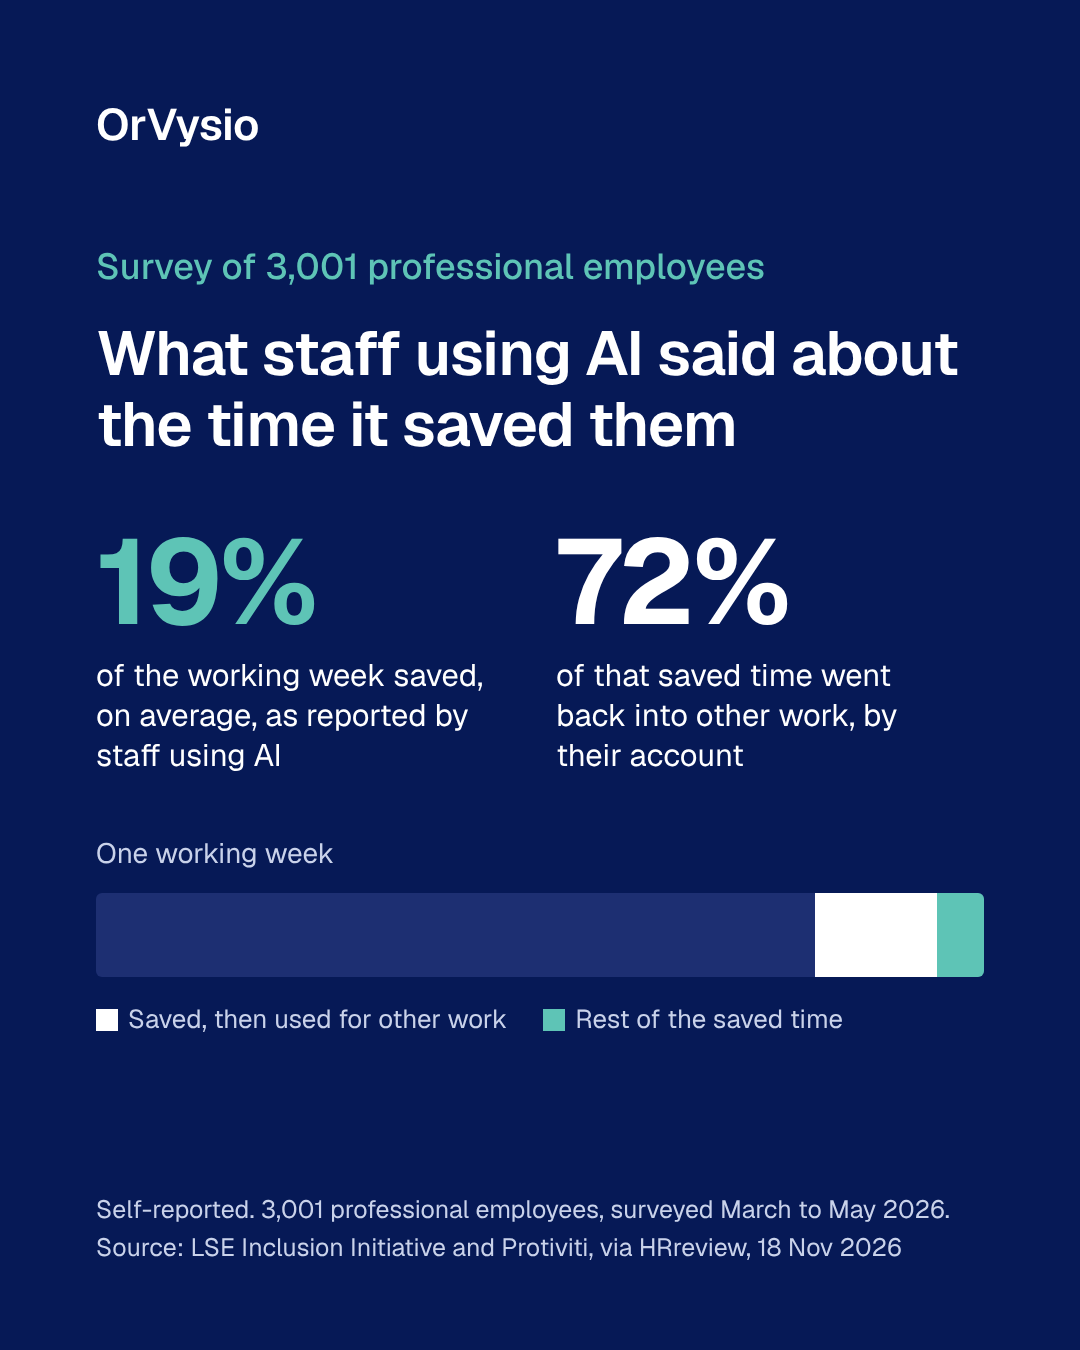 OrVysio
Survey of 3,001 professional employees
What staff using AI said about
the time it saved them
19%
of the working week saved,
on average, as reported by
staff using AI
72%
of that saved time went
back into other work, by
their account
One working week
Saved, then used for other work
Rest of the saved time
Self-reported. 3,001 professional employees, surveyed March to May 2026.
Source: LSE Inclusion Initiative and Protiviti, via HRreview, 18 Nov 2026